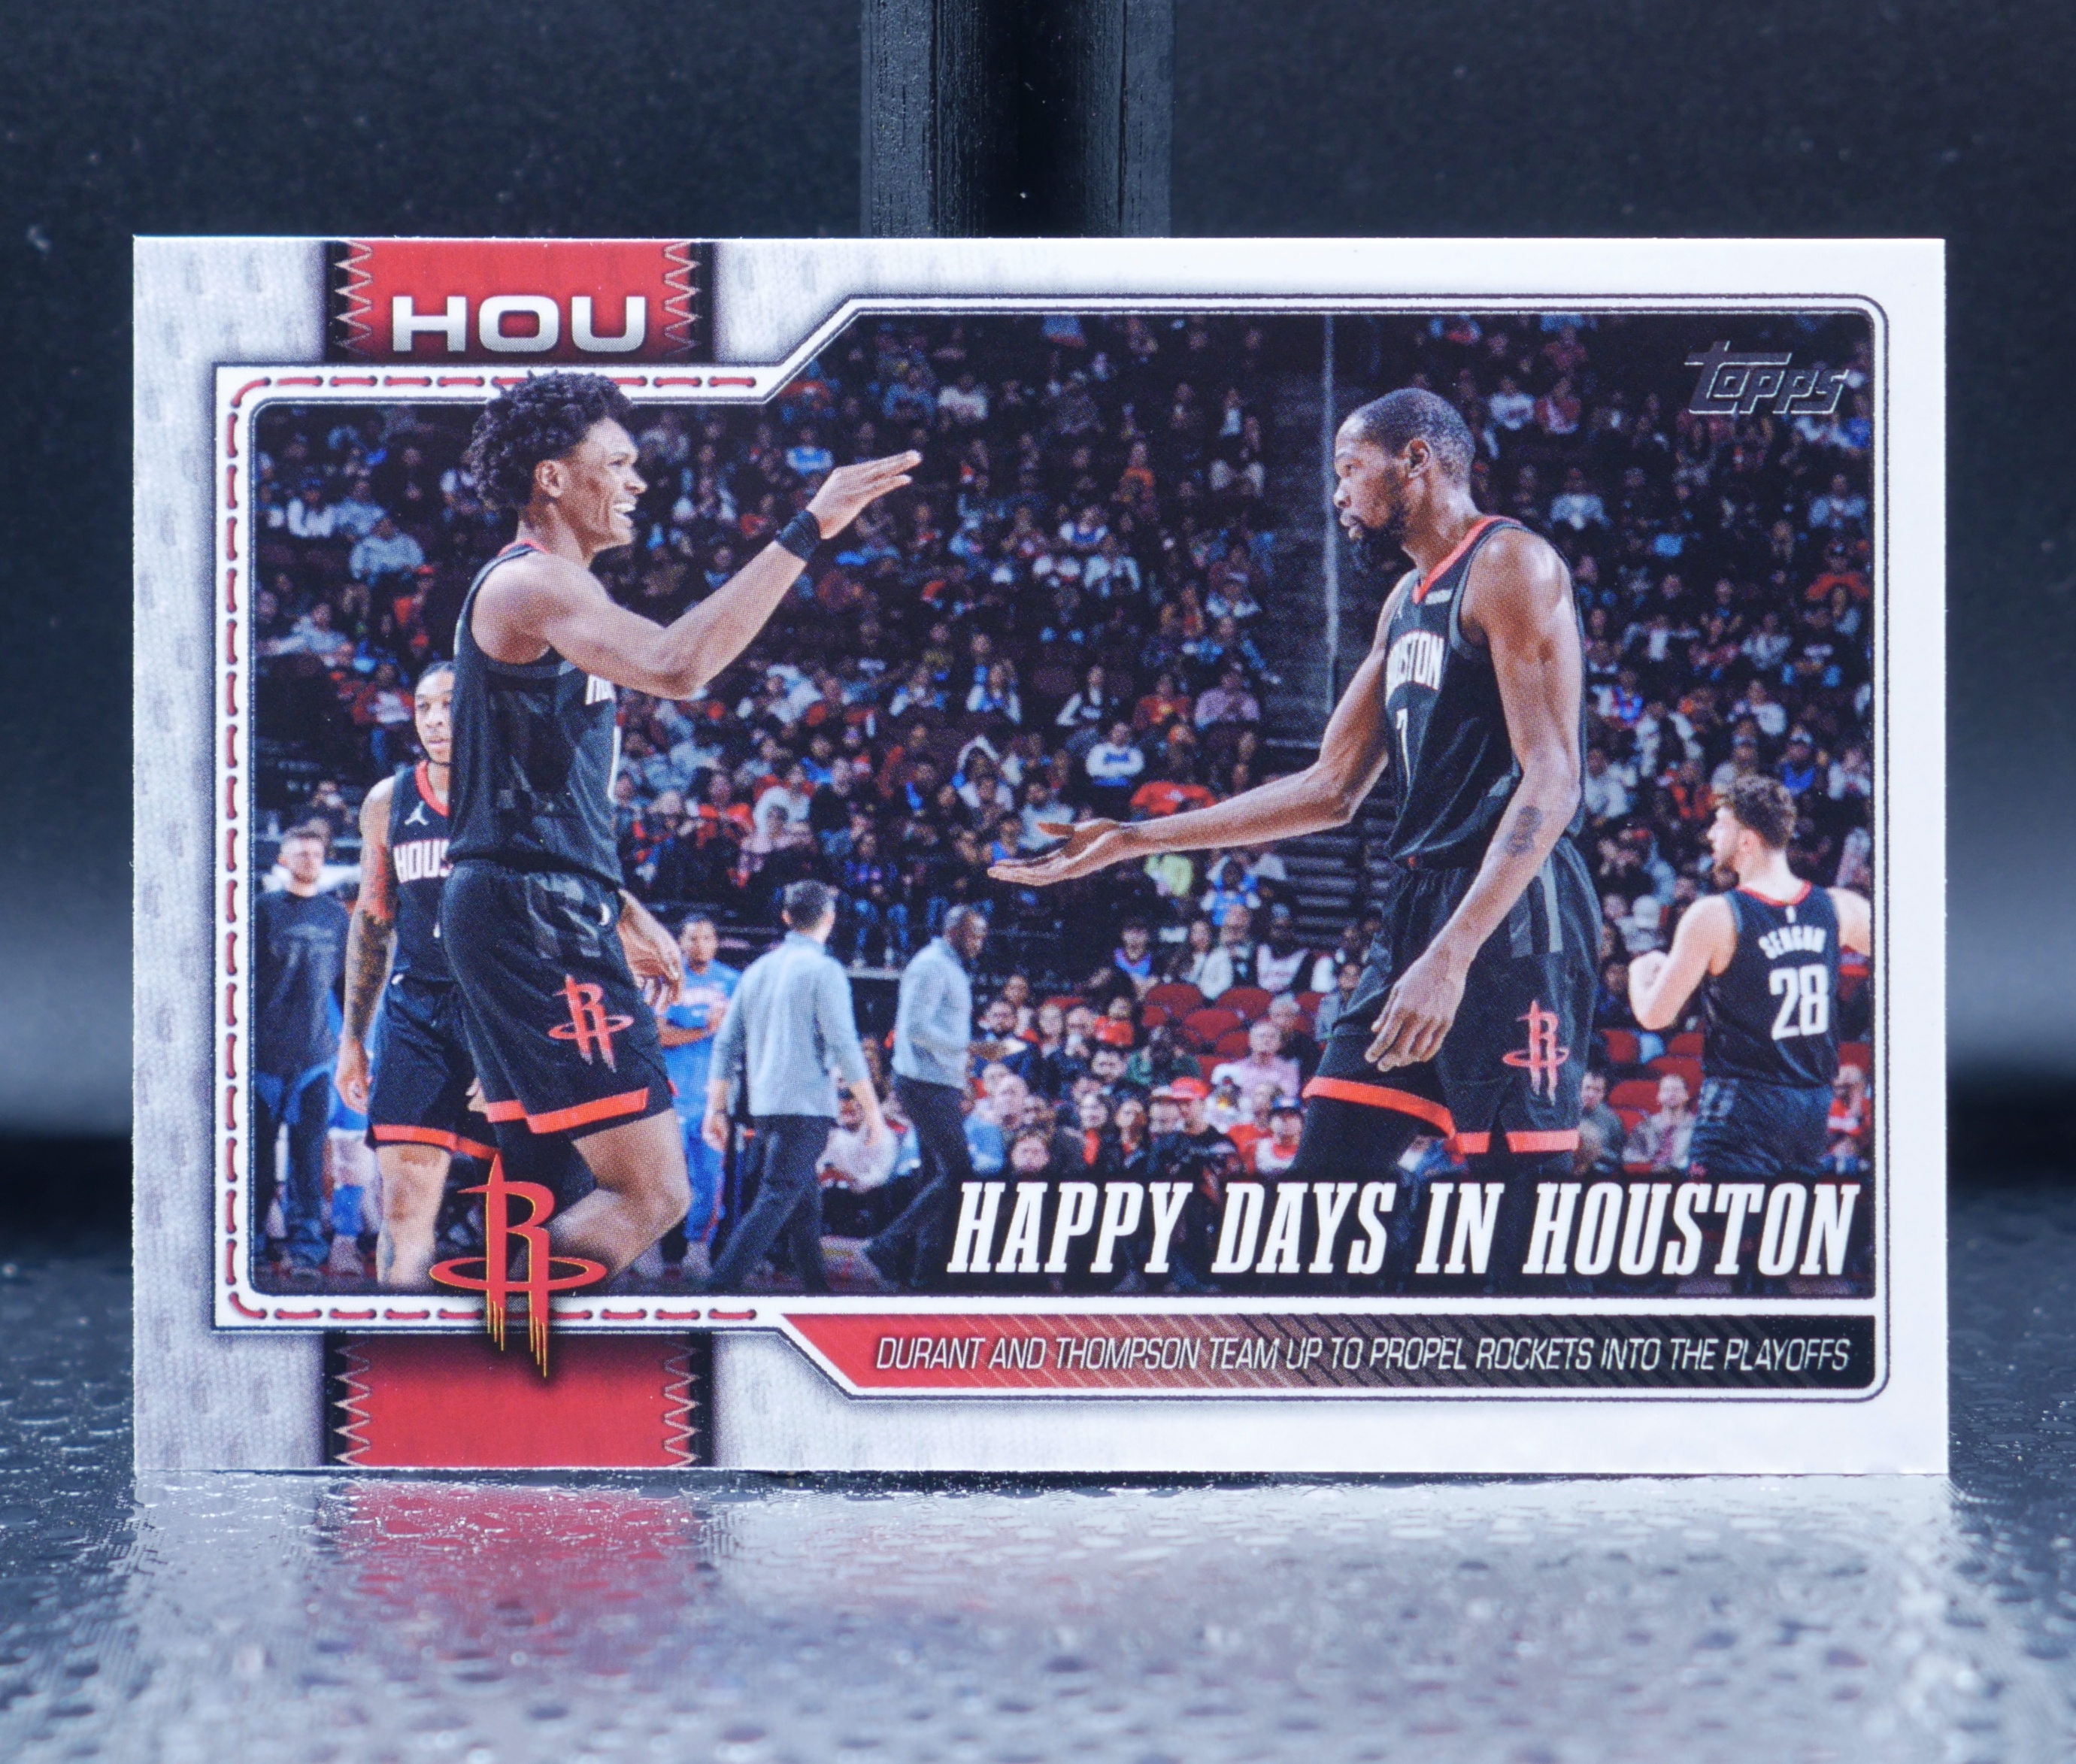 HOU
Topps
HOUS
HOUSTON
7
SENGUN
28
HAPPY DAYS IN HOUSTON
DURANT AND THOMPSON TEAM UP TO PROPEL ROCKETS INTO THE PLAYOFFS